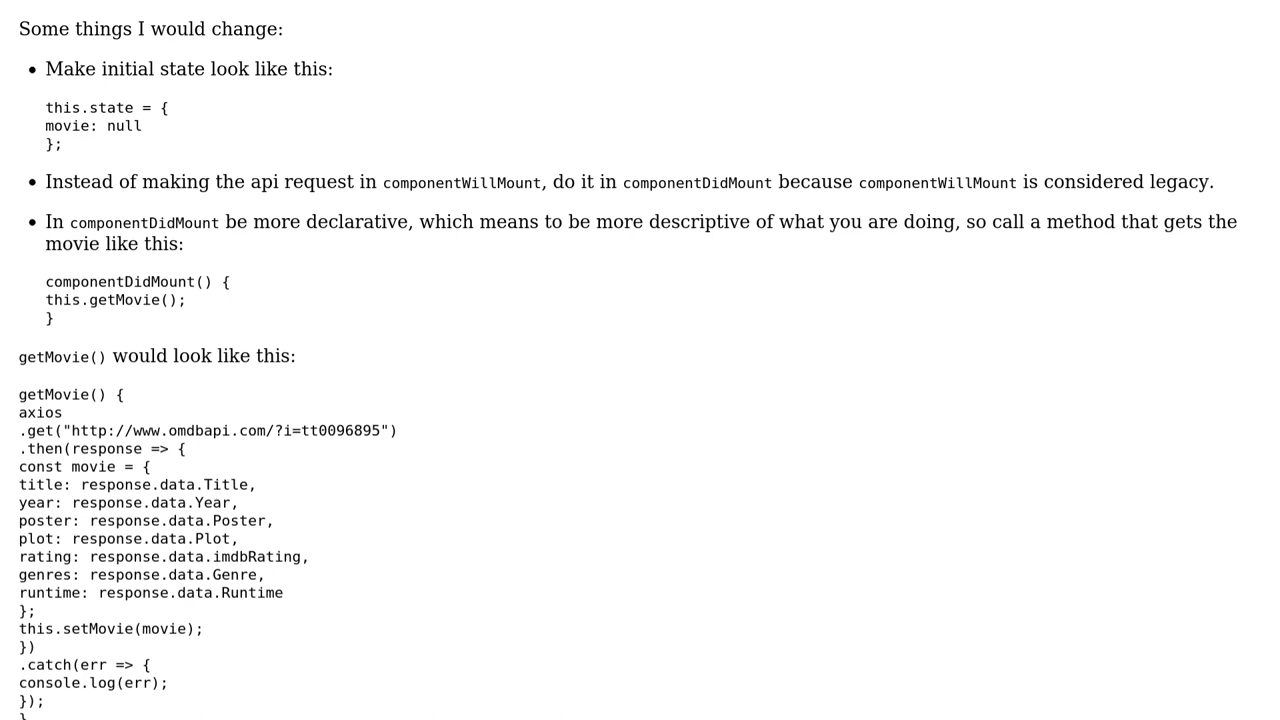 Some things I would change:
Make initial state look like this:
this.state = {
movie: null
};
Instead of making the api request in componentWillMount, do it in componentDidMount because componentWillMount is considered legacy.
In componentDidMount be more declarative, which means to be more descriptive of what you are doing, so call a method that gets the
movie like this:
componentDidMount() {
this.getMovie();
}
getMovie() would look like this:
getMovie() {
axios
.get("http://www.omdbapi.com/?i=tt0096895")
.then(response => {
const movie = {
title: response.data.Title,
year: response.data.Year,
poster: response.data.Poster,
plot: response.data.Plot,
rating: response.data.imdbRating,
genres: response.data.Genre,
runtime: response.data.Runtime
};
this.setMovie(movie);
})
.catch(err => {
console.log(err);
});
}